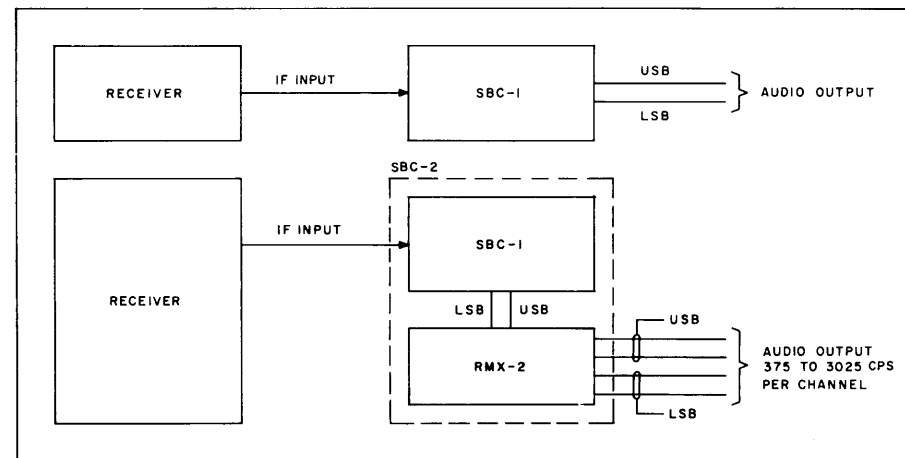 RECEIVER
IF INPUT
SBC-1
USB
LSB
AUDIO OUTPUT
SBC-2
RECEIVER
IF INPUT
SBC-1
LSB
USB
RMX-2
USB
LSB
AUDIO OUTPUT
375 TO 3025 CPS
PER CHANNEL